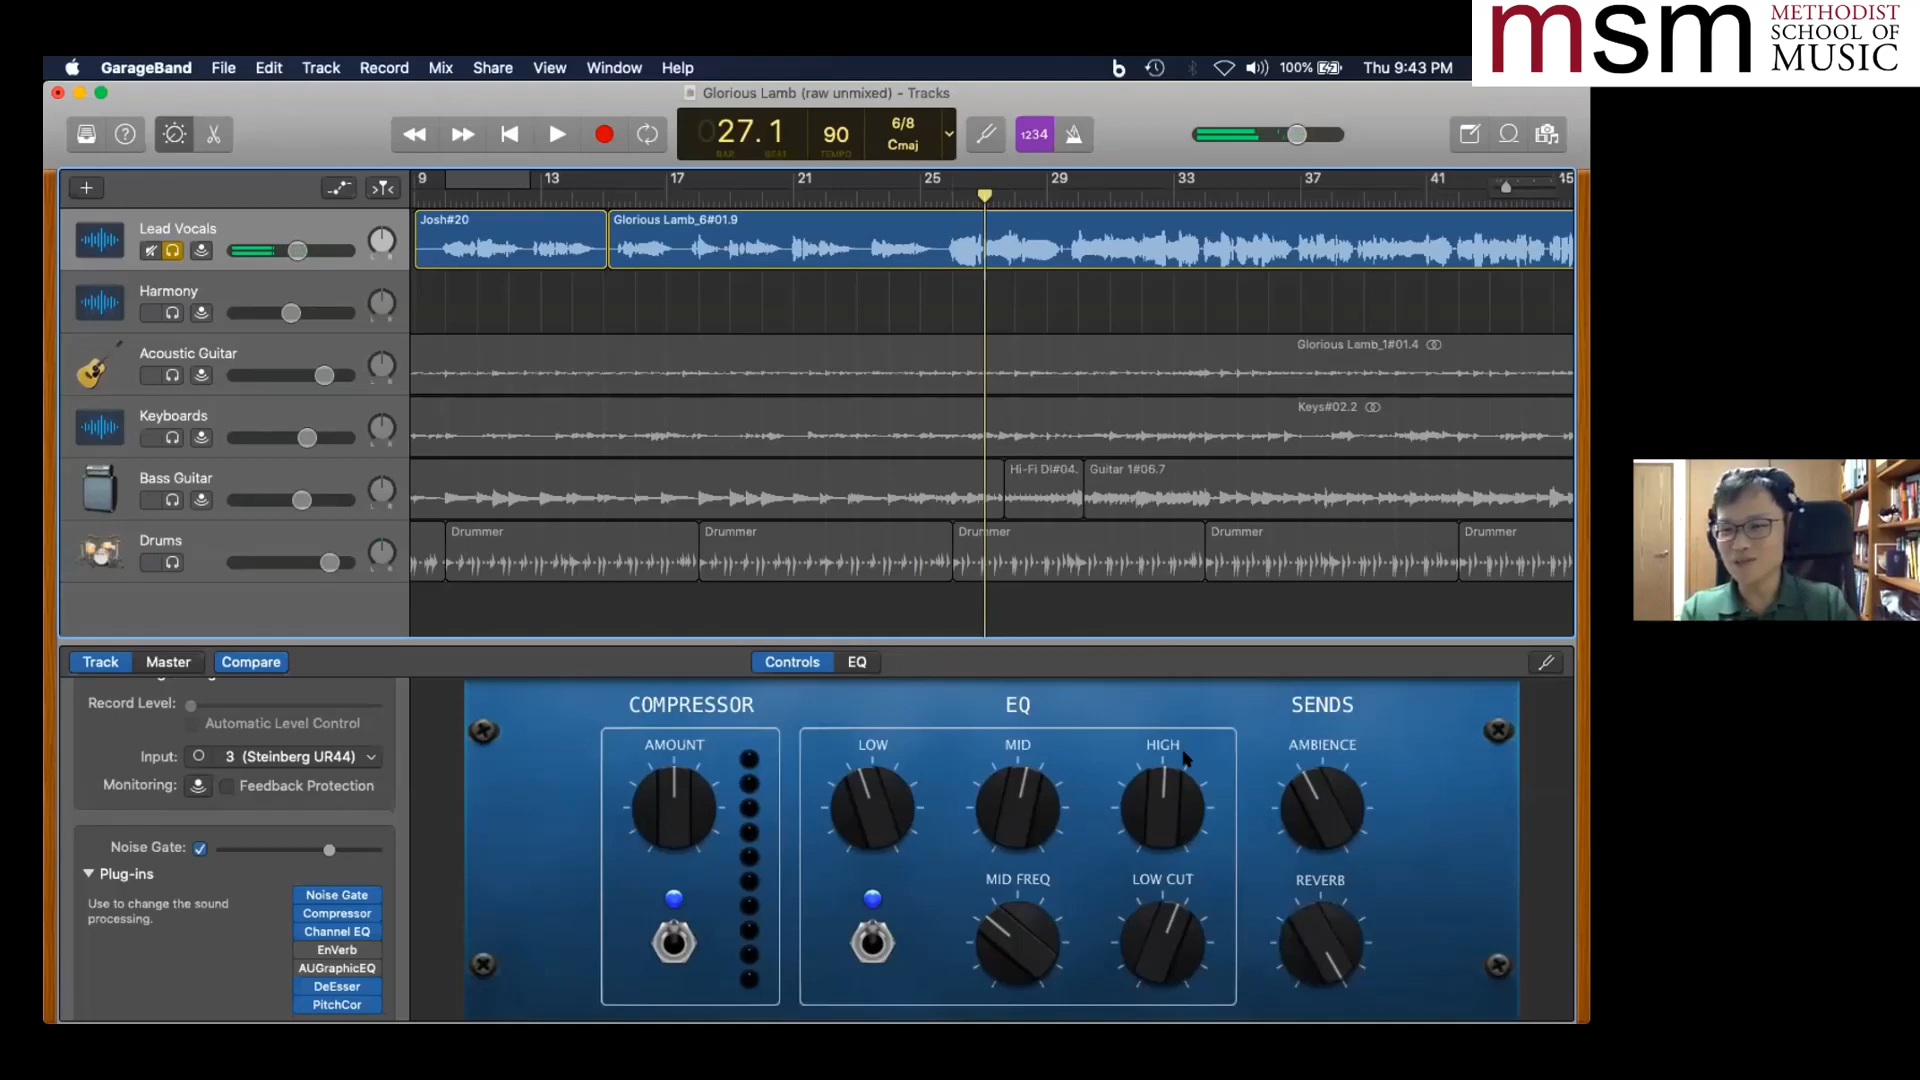 msm METHODIST
SCHOOL OF
MUSIC
GarageBand File Edit Track Record Mix Share View Window Help
100% Thu 9:43 PM
Glorious Lamb (raw unmixed) - Tracks
027.1 90 6/8
BAR BEAT TEMPO Cmaj
1234
9 13 17 21 25 29 33 37 41 45
Lead Vocals
Josh#20 Glorious Lamb_6#01.9
Harmony
Acoustic Guitar
Glorious Lamb_1#01.4
Keyboards
Keys#02.2
Bass Guitar
Hi-Fi DI#04. Guitar 1#06.7
Drums
Drummer Drummer Drummer Drummer Drummer
Track Master Compare Controls EQ
Record Level:
Automatic Level Control
Input: 3 (Steinberg UR44)
Monitoring: Feedback Protection
Noise Gate:
Plug-ins
Use to change the sound
processing.
Noise Gate
Compressor
Channel EQ
EnVerb
AUGraphicEQ
DeEsser
PitchCor
COMPRESSOR EQ SENDS
AMOUNT LOW MID HIGH AMBIENCE
MID FREQ LOW CUT REVERB